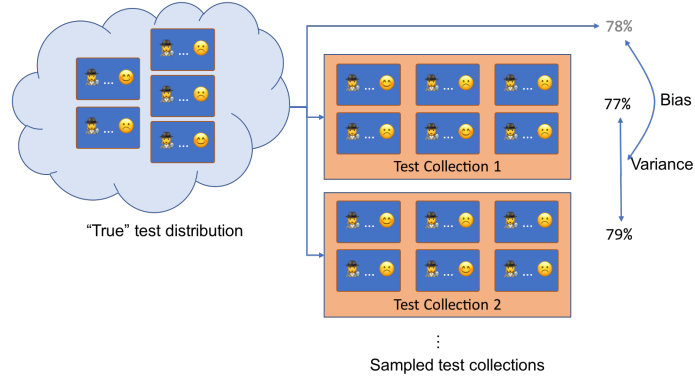 78%
77%
Bias
Test Collection 1
Variance
“True” test distribution
79%
Test Collection 2
Sampled test collections